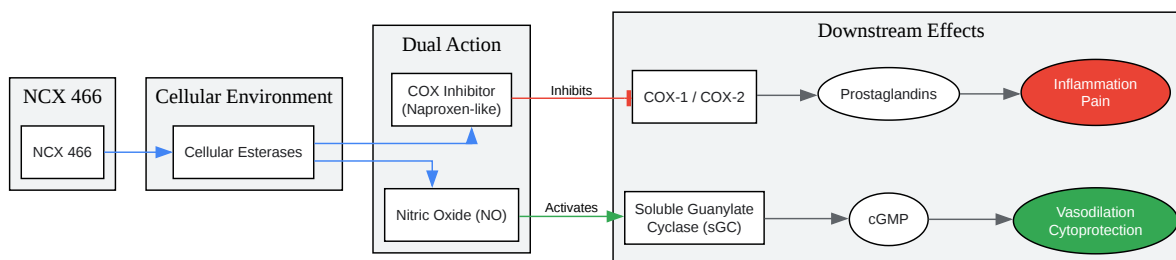 NCX 466
NCX 466
Cellular Environment
Cellular Esterases
Dual Action
COX Inhibitor
(Naproxen-like)
Nitric Oxide (NO)
Inhibits
Activates
Downstream Effects
COX-1 / COX-2
Prostaglandins
Inflammation
Pain
Soluble Guanylate
Cyclase (sGC)
cGMP
Vasodilation
Cytoprotection